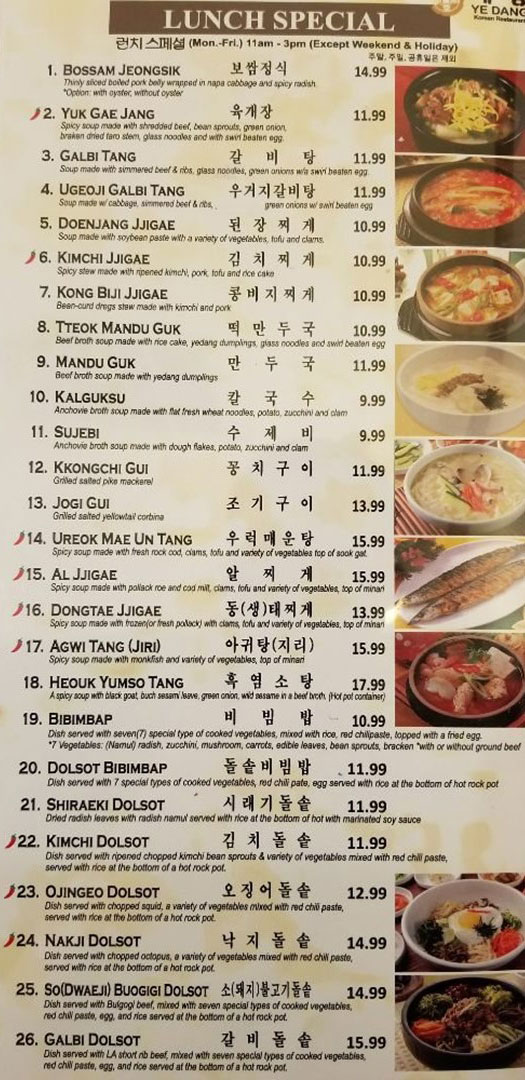 YE DANG
Korean Restaurant
LUNCH SPECIAL
런치 스페셜 (Mon.-Fri.) 11am - 3pm (Except Weekend & Holiday)
주말, 주일, 공휴일은 제외
1. BOSSAM JEONGSIK 보쌈정식 14.99
Thinly sliced boiled pork belly wrapped in napa cabbage and spicy radish.
*Option: with oyster, without oyster
2. YUK GAE JANG 육개장 11.99
Spicy soup made with shredded beef, bean sprouts, green onion,
braken dried taro stem, glass noodles and with swirl beaten egg.
3. GALBI TANG 갈 비 탕 11.99
Soup made with simmered beef & ribs, glass noodles, green onions w/a swirl beaten egg.
4. UGEOJI GALBI TANG 우거지갈비탕 11.99
Soup made w/ cabbage, simmered beef & ribs, green onion w/ swirl beaten egg
5. DOENJANG JJIGAE 된 장 찌 게 10.99
Soup made with soybean paste with a variety of vegetables, tofu and clams.
6. KIMCHI JJIGAE 김 치 찌 게 10.99
Spicy stew made with ripened kimchi, pork, tofu and rice cake
7. KONG BIJI JJIGAE 콩비지찌게 10.99
Bean-curd dregs stew made with kimchi and pork
8. TTEOK MANDU GUK 떡 만 두 국 10.99
Beef broth soup made with rice cake, yedang dumplings, glass noodles and swirl beaten egg
9. MANDU GUK 만 두 국 11.99
Beef broth soup made with yedang dumplings
10. KALGUKSU 칼 국 수 9.99
Anchovie broth soup made with flat fresh wheat noodles, potato, zucchini and clam
11. SUJEBI 수 제 비 9.99
Anchovie broth soup made with dough flakes, potato, zucchini and clam
12. KKONGCHI GUI 꽁 치 구 이 11.99
Grilled salted pike mackerel
13. JOGI GUI 조 기 구 이 13.99
Grilled salted yellowtail corbina
14. UREOK MAE UN TANG 우럭매운탕 15.99
Spicy soup made with fresh rock cod, clams, tofu and variety of vegetables top of sook gat.
15. AL JJIGAE 알 찌 게 15.99
Spicy soup made with pollack roe and cod milt, clams, tofu and variety of vegetables, top of minari
16. DONGTAE JJIGAE 동(생)태찌게 13.99
Spicy soup made with frozen(or fresh pollack) with clams, tofu and variety of vegetables, top of minari
17. AGWI TANG (JIRI) 아귀탕(지리) 15.99
Spicy soup made with monkfish and variety of vegetables, top of minari
18. HEOUK YUMSO TANG 흑 염 소 탕 17.99
A spicy soup with black goat, buch sesami leave, green onion, wild sesame in a beef broth. (Hot pot container)
19. BIBIMBAP 비 빔 밥 10.99
Dish served with seven(7) special type of cooked vegetables, mixed with rice, red chilipaste, topped with a fried egg.
*7 Vegetables: (Namul) radish, zucchini, mushroom, carrots, edible leaves, bean sprouts, bracken *with or without ground beef
20. DOLSOT BIBIMBAP 돌솥비빔밥 11.99
Dish served with 7 special types of cooked vegetables, red chili pate, egg served with rice at the bottom of hot rock pot
21. SHIRAEKI DOLSOT 시래기돌솥 11.99
Dried radish leaves with radish namul served with rice at the bottom of hot with marinated soy sauce
22. KIMCHI DOLSOT 김 치 돌 솥 11.99
Dish served with ripened chopped kimchi bean sprouts & variety of vegetables mixed with red chili paste,
served with rice at the bottom of a hot rock pot.
23. OJINGEO DOLSOT 오징어돌솥 12.99
Dish served with chopped squid, a variety of vegetables mixed with red chili paste,
served with rice at the bottom of a hot rock pot.
24. NAKJI DOLSOT 낙 지 돌 솥 14.99
Dish served with chopped octopus, a variety of vegetables mixed with red chili paste,
served with rice at the bottom of a hot rock pot.
25. SO(DWAEJI) BUOGIGI DOLSOT 소(돼지)불고기돌솥 14.99
Dish served with Bulgogi beef, mixed with seven special types of cooked vegetables,
red chili paste, egg, and rice served at the bottom of a hot rock pot.
26. GALBI DOLSOT 갈 비 돌 솥 15.99
Dish served with LA short rib beef, mixed with seven special types of cooked vegetables,
red chili paste, egg, and rice served at the bottom of a hot rock pot.